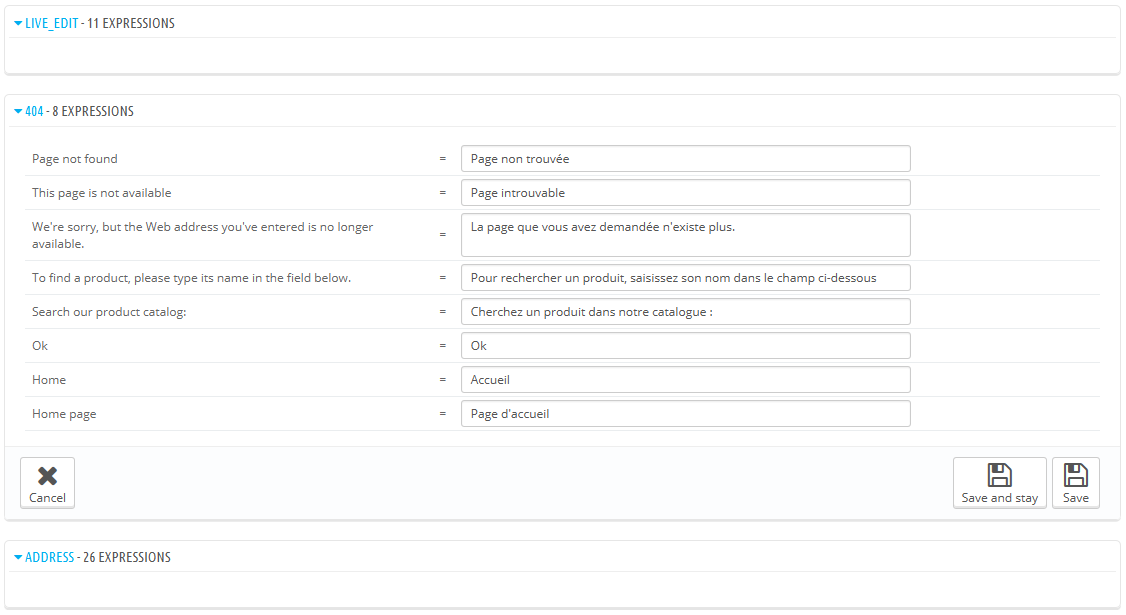 LIVE_EDIT - 11 EXPRESSIONS
404 - 8 EXPRESSIONS
Page not found = Page non trouvée
This page is not available = Page introuvable
We're sorry, but the Web address you've entered is no longer
available.
= La page que vous avez demandée n'existe plus.
To find a product, please type its name in the field below. = Pour rechercher un produit, saisissez son nom dans le champ ci-dessous
Search our product catalog: = Cherchez un produit dans notre catalogue :
Ok = Ok
Home = Accueil
Home page = Page d'accueil
Cancel Save and stay Save
ADDRESS - 26 EXPRESSIONS